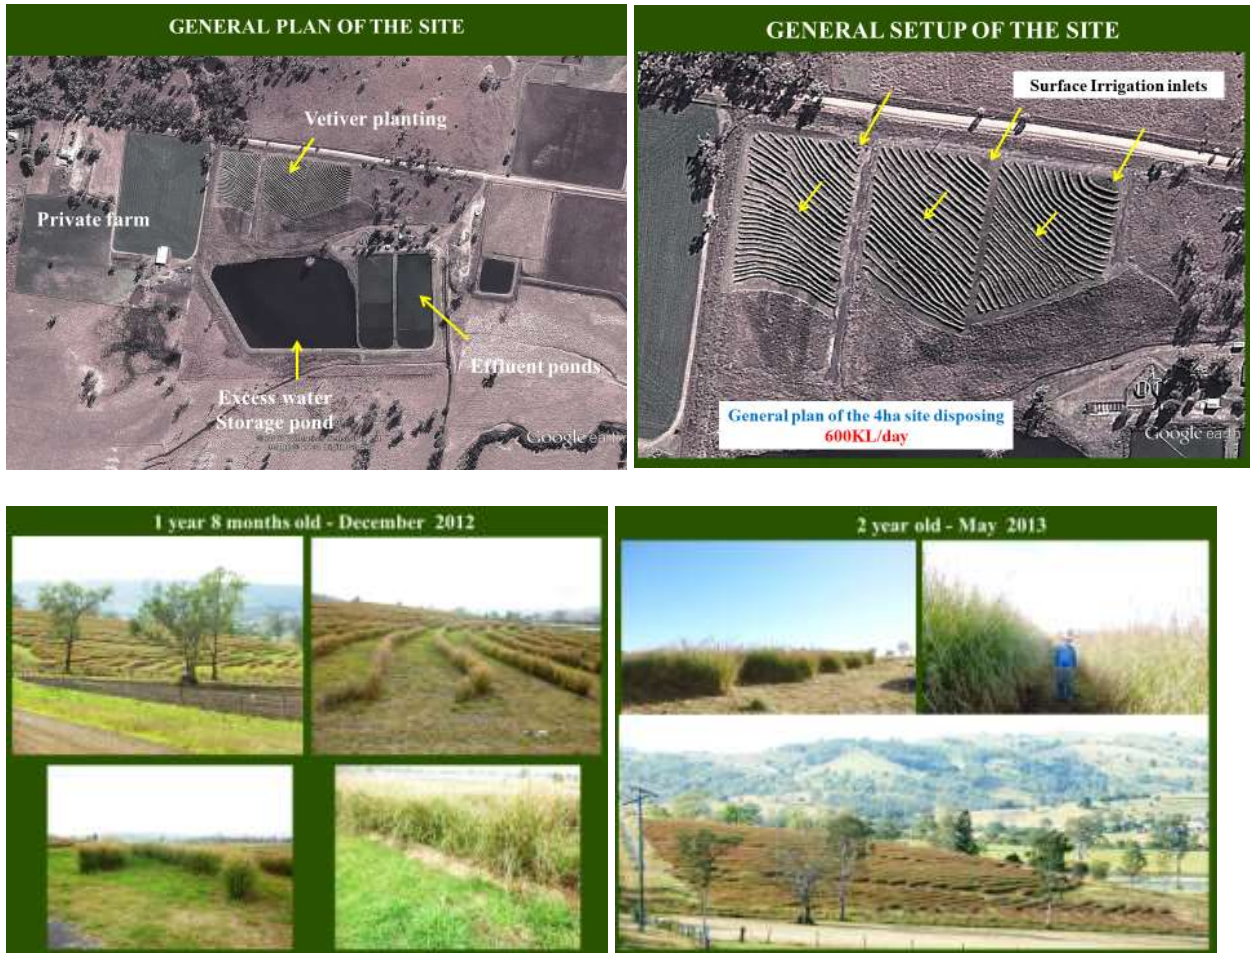 GENERAL PLAN OF THE SITE
Vetiver planting
Private farm
Effluent ponds
Excess water
Storage pond
Google earth
GENERAL SETUP OF THE SITE
Surface Irrigation inlets
General plan of the 4ha site disposing
600KL/day
Google earth
1 year 8 months old - December 2012
2 year old - May 2013